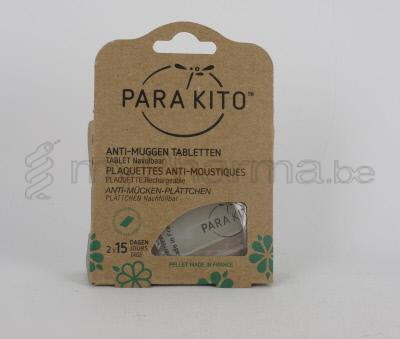 PARA KITO™
ANTI-MUGGEN TABLETTEN
TABLET Navulbaar
PLAQUETTES ANTI-MOUSTIQUES
PLAQUETTE Rechargeable
ANTI-MÜCKEN-PLÄTTCHEN
PLÄTTCHEN Nachfüllbar
PARA KITO
2x15 DAGEN
JOURS
TAGE
PELLET MADE IN FRANCE